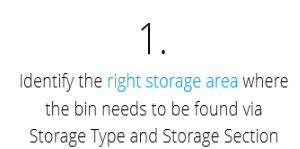 1.
Identify the right storage area where
the bin needs to be found via
Storage Type and Storage Section